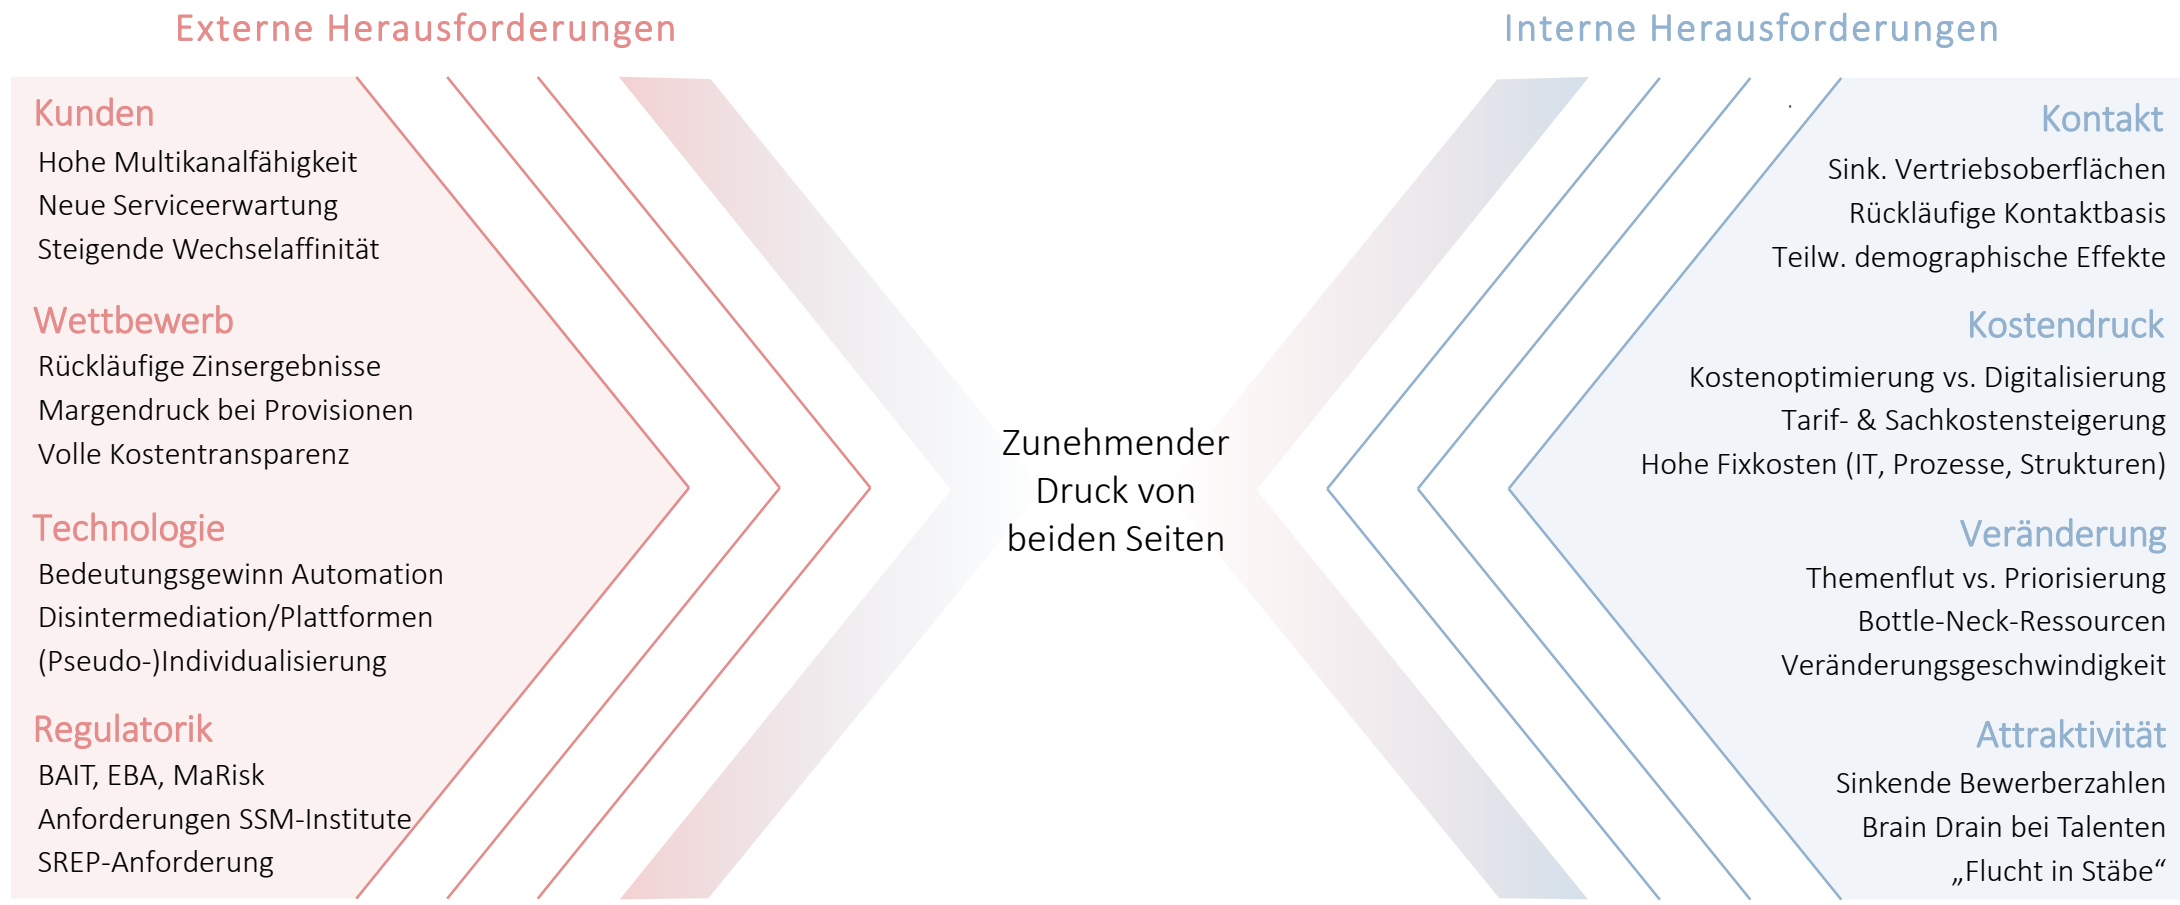 Externe Herausforderungen
Kunden
Hohe Multikanalfähigkeit
Neue Serviceerwartung
Steigende Wechselaffinität
Wettbewerb
Rückläufige Zinsergebnisse
Margendruck bei Provisionen
Volle Kostentransparenz
Technologie
Bedeutungsgewinn Automation
Disintermediation/Plattformen
(Pseudo-)Individualisierung
Regulatorik
BAIT, EBA, MaRisk
Anforderungen SSM-Institute
SREP-Anforderung
Zunehmender
Druck von
beiden Seiten
Interne Herausforderungen
Kontakt
Sink. Vertriebsoberflächen
Rückläufige Kontaktbasis
Teilw. demographische Effekte
Kostendruck
Kostenoptimierung vs. Digitalisierung
Tarif- & Sachkostensteigerung
Hohe Fixkosten (IT, Prozesse, Strukturen)
Veränderung
Themenflut vs. Priorisierung
Bottle-Neck-Ressourcen
Veränderungsgeschwindigkeit
Attraktivität
Sinkende Bewerberzahlen
Brain Drain bei Talenten
„Flucht in Stäbe“